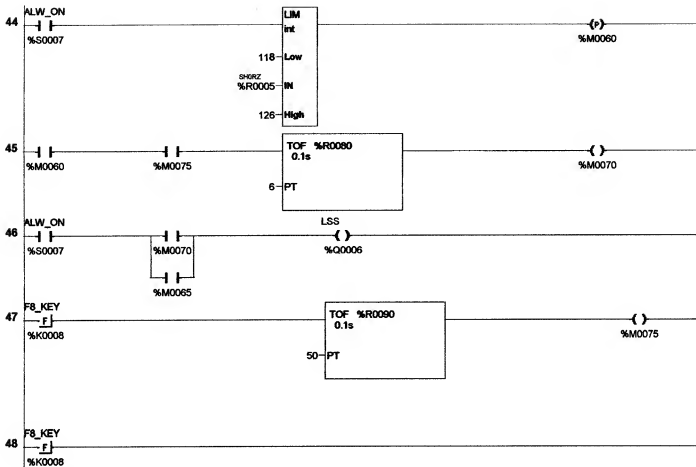 44
ALW_ON
%S0007
LIM
int
118 Low
SH0RZ
%R0005 IN
126 High
P
%M0060
45
%M0060
%M0075
TOF %R0080
0.1s
6 PT
%M0070
46
ALW_ON
%S0007
%M0070
%M0065
LSS
%Q0006
47
F8_KEY
F
%K0008
TOF %R0090
0.1s
50 PT
%M0075
48
F8_KEY
F
%K0008